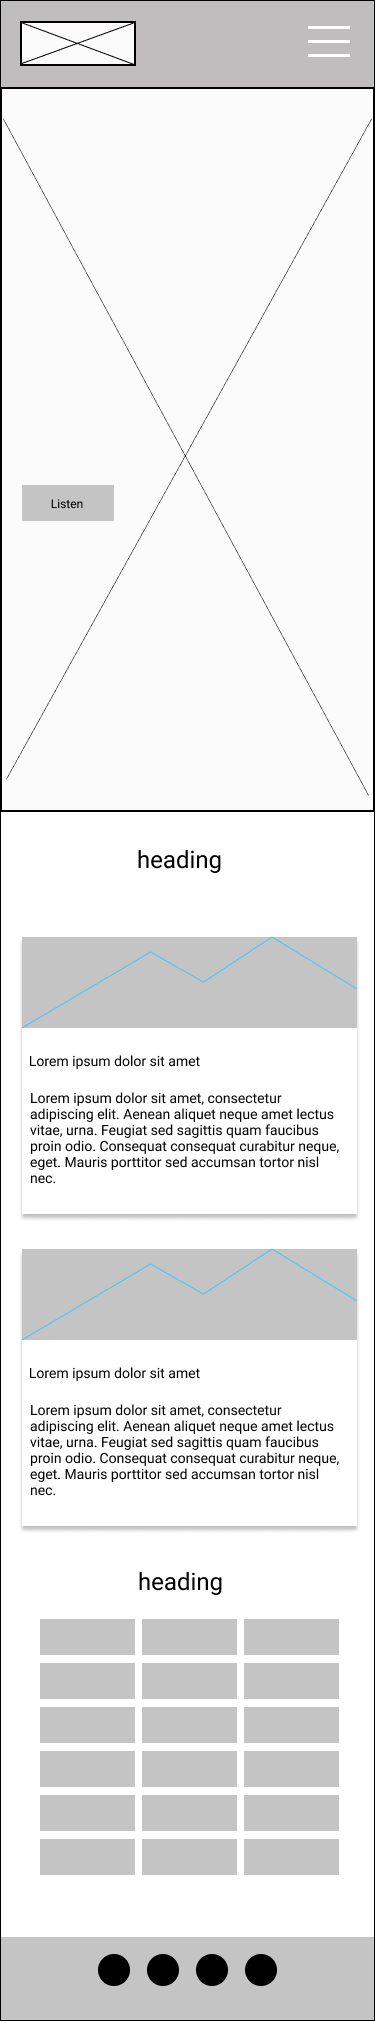 Listen
heading
Lorem ipsum dolor sit amet
Lorem ipsum dolor sit amet, consectetur
adipiscing elit. Aenean aliquet neque amet lectus
vitae, urna. Feugiat sed sagittis quam faucibus
proin odio. Consequat consequat curabitur neque,
eget. Mauris porttitor sed accumsan tortor nisl
nec.
Lorem ipsum dolor sit amet
Lorem ipsum dolor sit amet, consectetur
adipiscing elit. Aenean aliquet neque amet lectus
vitae, urna. Feugiat sed sagittis quam faucibus
proin odio. Consequat consequat curabitur neque,
eget. Mauris porttitor sed accumsan tortor nisl
nec.
heading